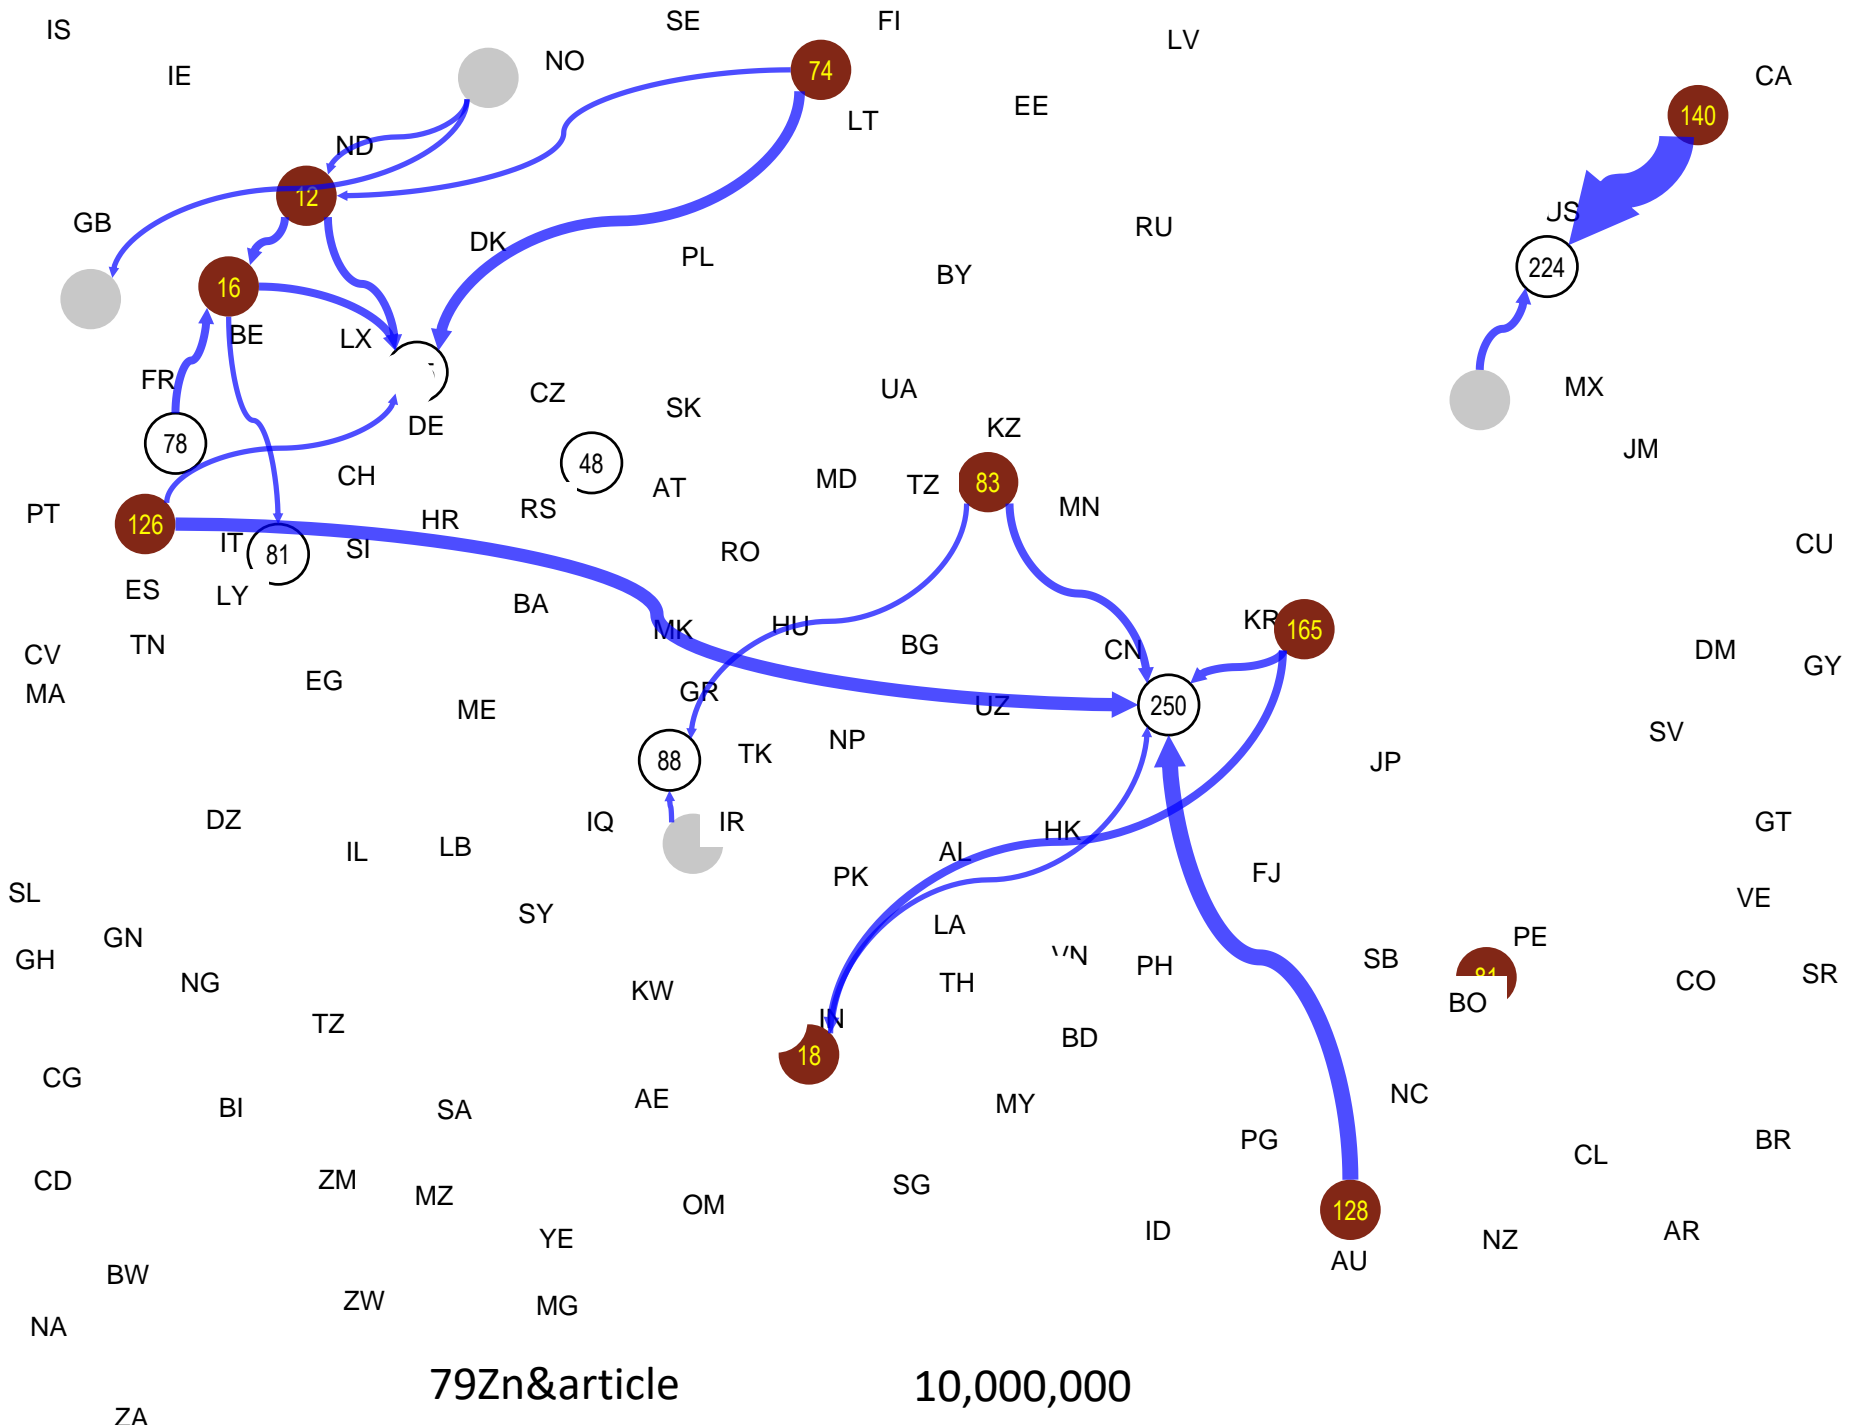 IS
SE
FI
LV
IE
NO
74
CA
EE
140
LT
ND
12
GB
JS
RU
DK
PL
BY
224
16
BE
LX
FR
UA
MX
CZ
SK
DE
KZ
78
48
JM
CH
MD
TZ
83
AT
MN
PT
126
HR
RS
IT
81
SI
RO
CU
ES
LY
BA
KR
165
TN
MK
HU
BG
CN
DM
CV
GY
MA
EG
GR
ME
UZ
250
SV
88
TK
NP
JP
DZ
IQ
IR
GT
HK
IL
LB
AL
PK
FJ
SL
VE
SY
LA
GN
PE
GH
VN
PH
SB
NG
KW
TH
CO
SR
BO
TZ
IN
BD
18
CG
BI
SA
AE
MY
NC
PG
BR
CL
CD
ZM
MZ
SG
OM
128
YE
ID
NZ
AR
AU
BW
ZW
MG
NA
79Zn&article 10,000,000
ZA